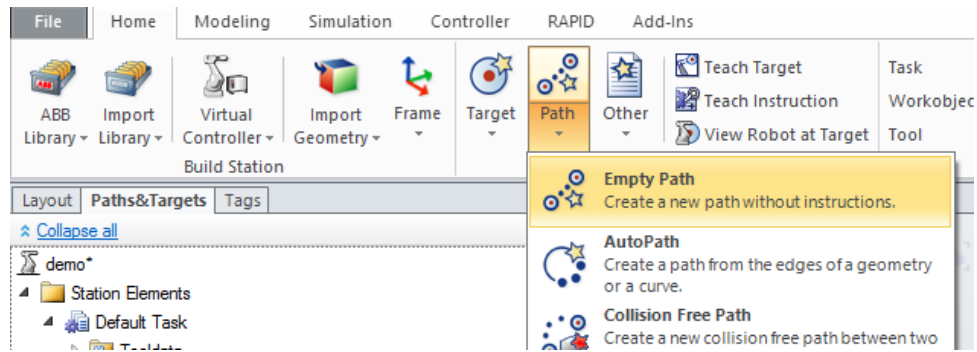 File Home Modeling Simulation Controller RAPID Add-Ins
ABB Library
Import Library
Virtual Controller
Import Geometry
Frame
Build Station
Target
Path
Other
Teach Target
Teach Instruction
View Robot at Target
Task
Workobjec
Tool
Empty Path
Create a new path without instructions.
AutoPath
Create a path from the edges of a geometry
or a curve.
Collision Free Path
Create a new collision free path between two
Layout Paths&Targets Tags
Collapse all
demo*
Station Elements
Default Task
Tooldata